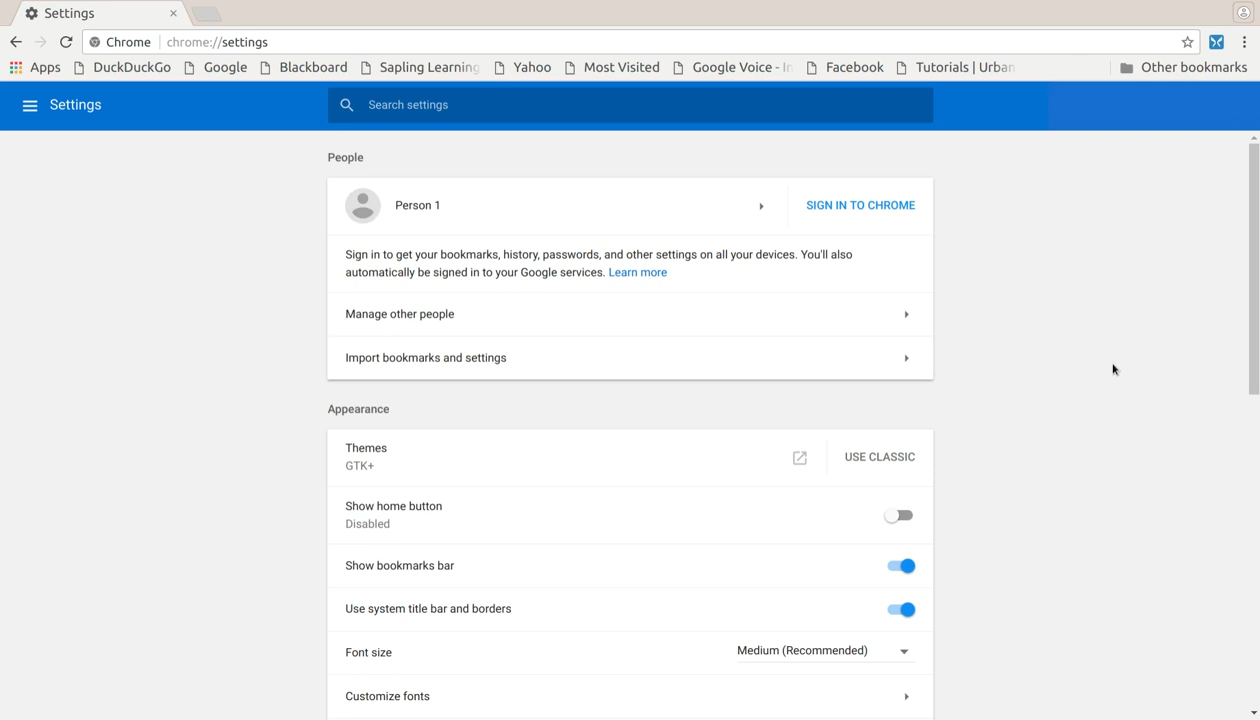 Settings
Chrome chrome://settings
Apps DuckDuckGo Google Blackboard Sapling Learning Yahoo Most Visited Google Voice - In Facebook Tutorials | Urban Other bookmarks
Settings Search settings
People
Person 1 SIGN IN TO CHROME
Sign in to get your bookmarks, history, passwords, and other settings on all your devices. You'll also
automatically be signed in to your Google services. Learn more
Manage other people
Import bookmarks and settings
Appearance
Themes
GTK+
USE CLASSIC
Show home button
Disabled
Show bookmarks bar
Use system title bar and borders
Font size Medium (Recommended)
Customize fonts